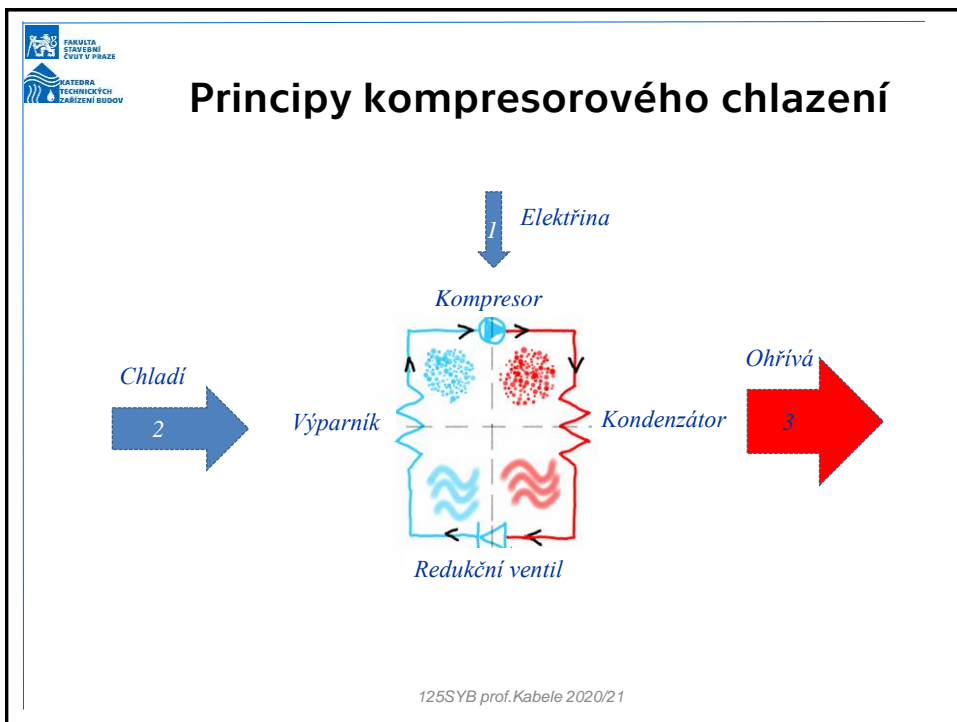 FAKULTA
STAVEBNÍ
ČVUT V PRAZE
KATEDRA
TECHNICKÝCH
ZAŘÍZENÍ BUDOV
Principy kompresorového chlazení
1
Elektřina
Kompresor
Chladí
Ohřívá
2
Výparník
Kondenzátor
3
Redukční ventil
125SYB prof.Kabele 2020/21